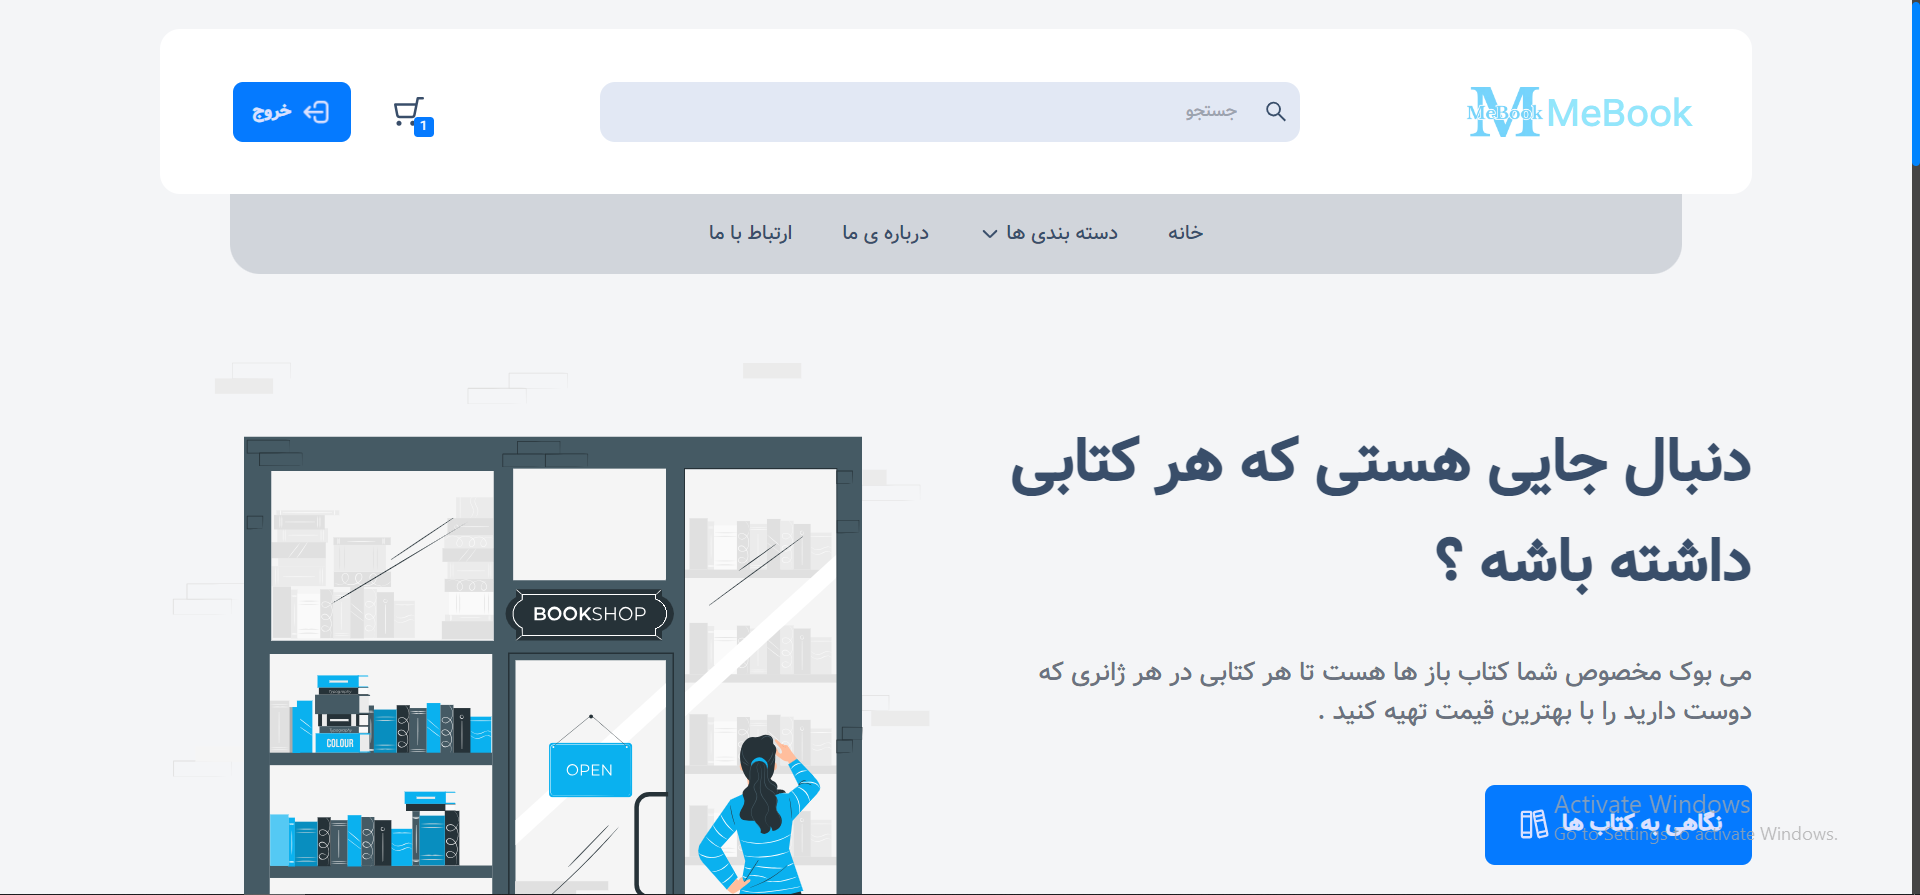 MeBook
MeBook
جستجو
1
خروج
خانه
دسته بندی ها
درباره ی ما
ارتباط با ما
دنبال جایی هستی که هر کتابی
داشته باشه ؟
می بوک مخصوص شما کتاب باز ها هست تا هر کتابی در هر ژانری که
دوست دارید را با بهترین قیمت تهیه کنید .
نگاهی به کتاب ها
BOOKSHOP
COLOUR
OPEN
Activate Windows
Go to Settings to activate Windows.